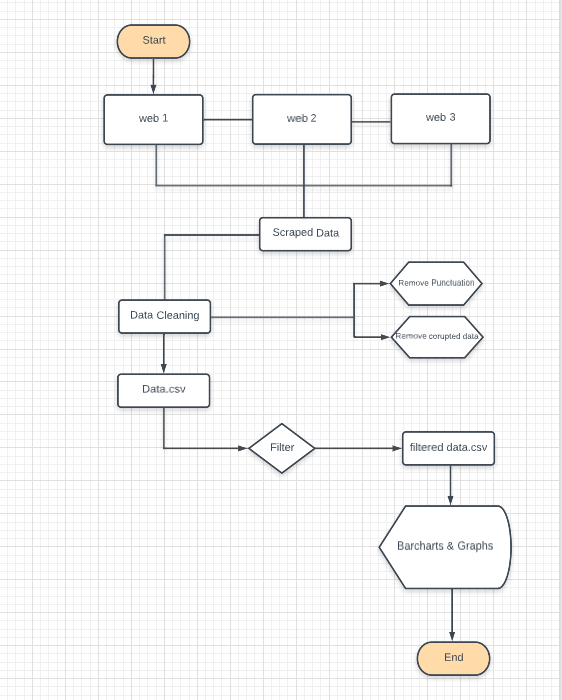 Start
web 1
web 2
web 3
Scraped Data
Remove Punctuation
Data Cleaning
Remove corupted data
Data.csv
Filter
filtered data.csv
Barcharts & Graphs
End